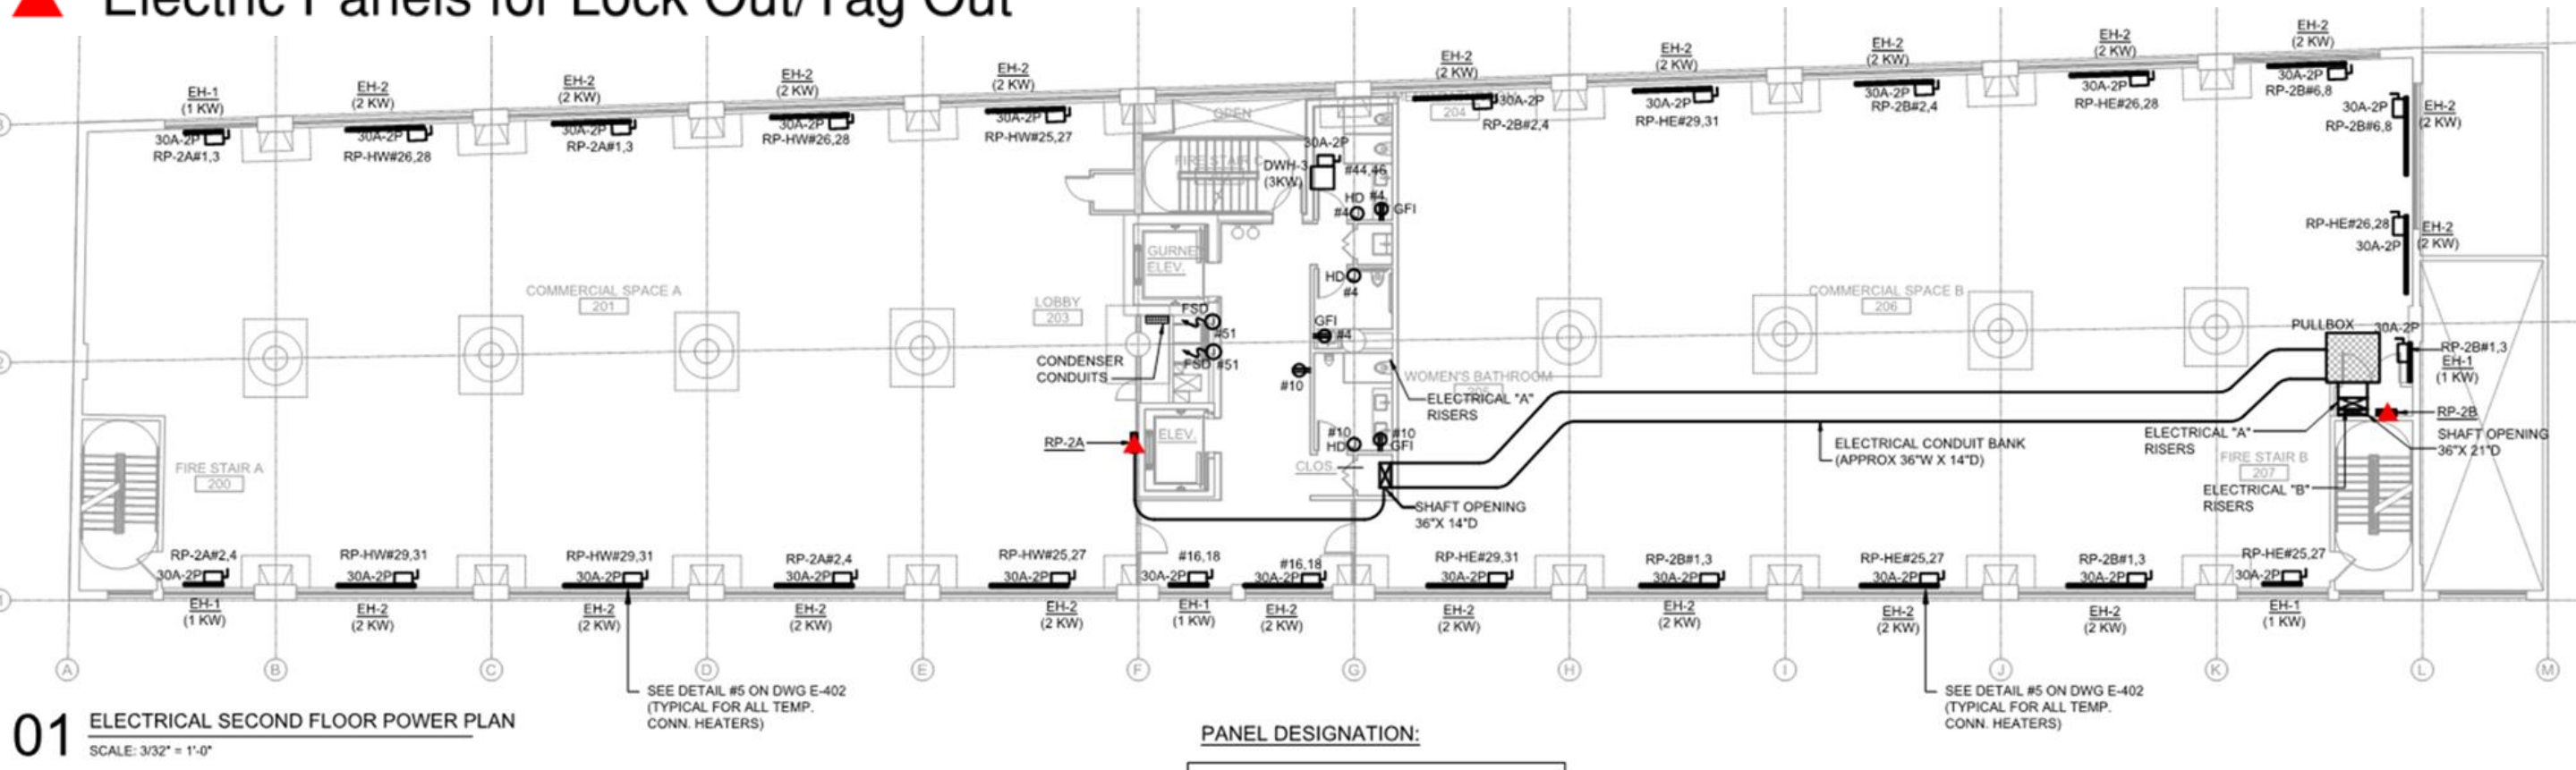 Electric Panels for Lock Out/Tag Out
EH-1
(1 KW)
30A-2P
RP-2A#1,3
EH-2
(2 KW)
30A-2P
RP-HW#26,28
EH-2
(2 KW)
30A-2P
RP-2A#1,3
EH-2
(2 KW)
30A-2P
RP-HW#26,28
EH-2
(2 KW)
30A-2P
RP-HW#25,27
EH-2
(2 KW)
30A-2P
RP-2B#2,4
204
EH-2
(2 KW)
30A-2P
RP-HE#29,31
EH-2
(2 KW)
30A-2P
RP-2B#2,4
EH-2
(2 KW)
30A-2P
RP-HE#26,28
EH-2
(2 KW)
30A-2P
RP-2B#6,8
30A-2P
RP-2B#6,8
EH-2
(2 KW)
RP-HE#26,28
30A-2P
EH-2
(2 KW)
OPEN
FIRE STAIR C
30A-2P
DWH-3
(3KW)
#44,46
HD
#4
#4
GFI
GURNEY
ELEV.
HD
#4
COMMERCIAL SPACE A
201
LOBBY
203
FSD
#51
FSD
#51
CONDENSER
CONDUITS
GFI
#4
#10
COMMERCIAL SPACE B
206
WOMEN'S BATHROOM
205
ELECTRICAL "A"
RISERS
PULLBOX
30A-2P
RP-2B#1,3
EH-1
(1 KW)
RP-2B
SHAFT OPENING
36"X 21"D
ELECTRICAL "A"
RISERS
FIRE STAIR B
207
ELECTRICAL "B"
RISERS
RP-2A
ELEV.
#10
HD
#10
GFI
CLOS.
ELECTRICAL CONDUIT BANK
(APPROX 36"W X 14"D)
SHAFT OPENING
36"X 14"D
FIRE STAIR A
200
RP-2A#2,4
30A-2P
EH-1
(1 KW)
RP-HW#29,31
30A-2P
EH-2
(2 KW)
RP-HW#29,31
30A-2P
EH-2
(2 KW)
RP-2A#2,4
30A-2P
EH-2
(2 KW)
RP-HW#25,27
30A-2P
EH-2
(2 KW)
#16,18
30A-2P
EH-1
(1 KW)
#16,18
30A-2P
EH-2
(2 KW)
RP-HE#29,31
30A-2P
EH-2
(2 KW)
RP-2B#1,3
30A-2P
EH-2
(2 KW)
RP-HE#25,27
30A-2P
EH-2
(2 KW)
RP-2B#1,3
30A-2P
EH-2
(2 KW)
RP-HE#25,27
30A-2P
EH-1
(1 KW)
3
2
1
A B C D E F G H I J K L M
SEE DETAIL #5 ON DWG E-402
(TYPICAL FOR ALL TEMP.
CONN. HEATERS)
SEE DETAIL #5 ON DWG E-402
(TYPICAL FOR ALL TEMP.
CONN. HEATERS)
01 ELECTRICAL SECOND FLOOR POWER PLAN
SCALE: 3/32" = 1'-0"
PANEL DESIGNATION: